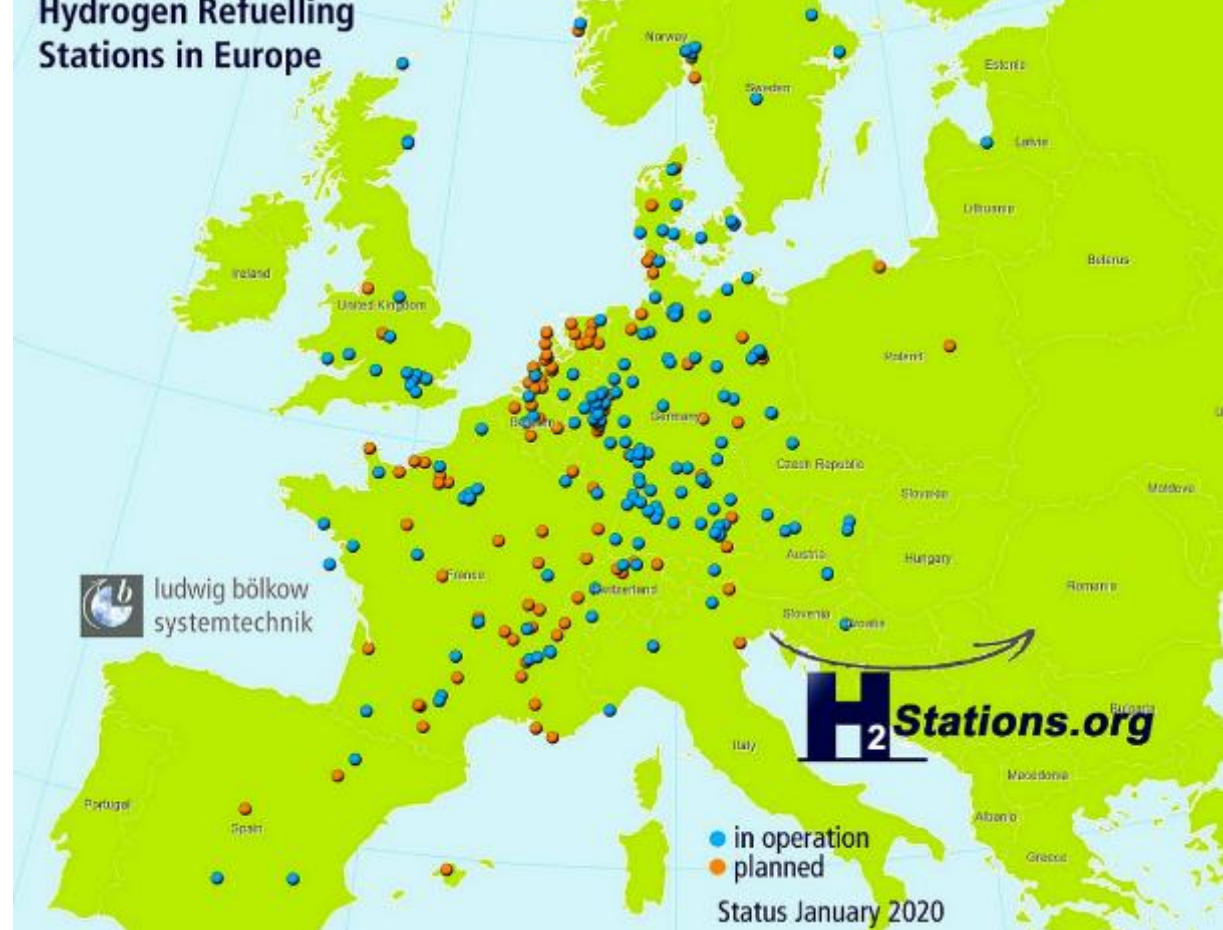 Hydrogen Refuelling
Stations in Europe
Norway
Sweden
Estonia
Latvia
Lithuania
Belarus
Ireland
United Kingdom
Poland
Germany
Czech Republic
Slovakia
Moldova
Austria
Hungary
France
Switzerland
Romania
Slovenia
Croatia
b ludwig bölkow
systemtechnik
H2Stations.org
Bulgaria
Italy
Macedonia
Portugal
Spain
Albania
Greece
in operation
planned
Status January 2020